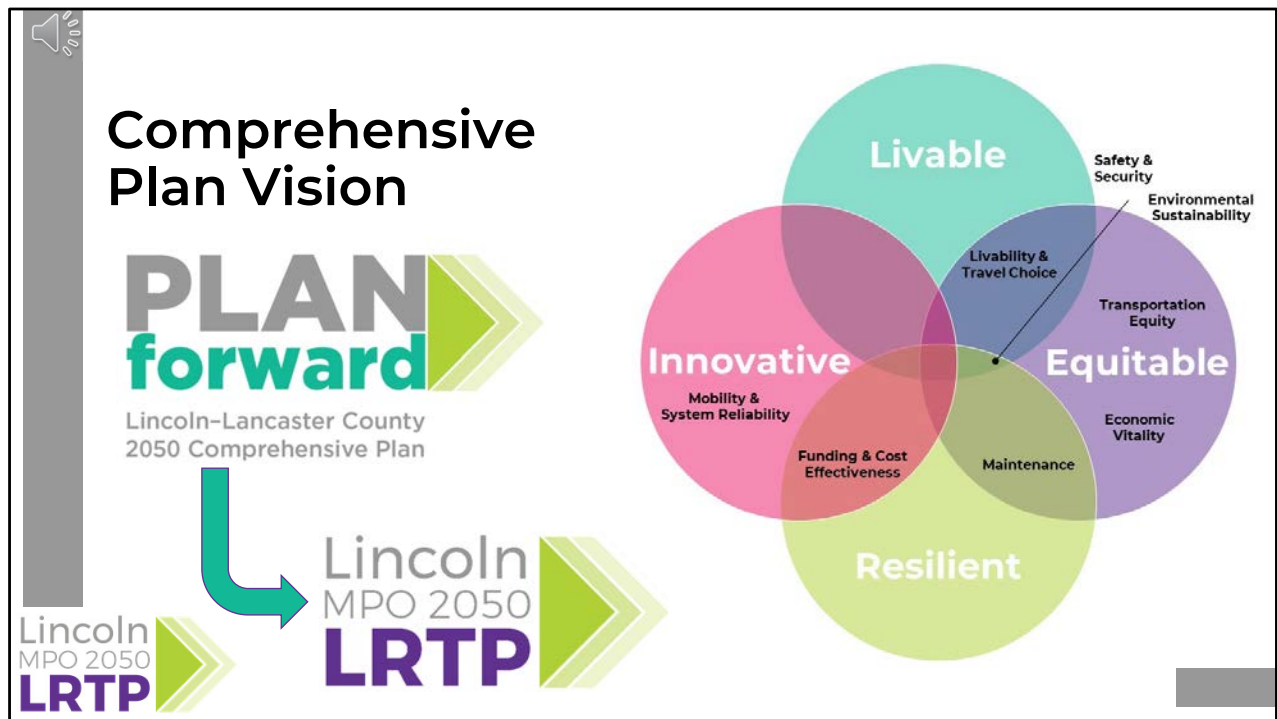 Comprehensive
Plan Vision
PLAN
forward
Lincoln–Lancaster County
2050 Comprehensive Plan
Lincoln
MPO 2050
LRTP
Lincoln
MPO 2050
LRTP
Livable
Safety &
Security
Environmental
Sustainability
Livability &
Travel Choice
Transportation
Equity
Innovative
Equitable
Mobility &
System Reliability
Economic
Vitality
Funding & Cost
Effectiveness
Maintenance
Resilient